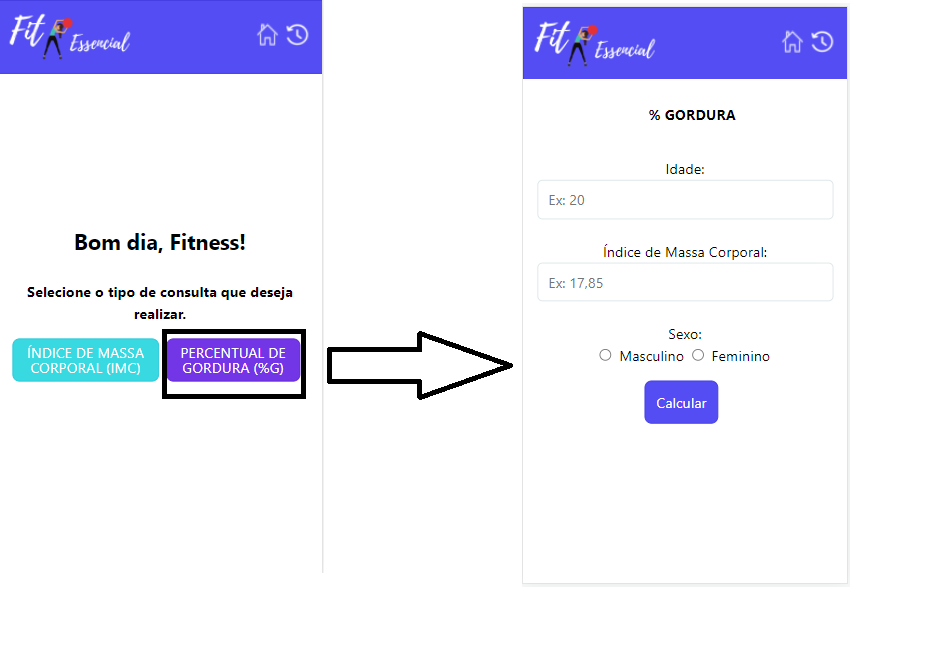 Fit
Essencial
Bom dia, Fitness!
Selecione o tipo de consulta que deseja
realizar.
ÍNDICE DE MASSA
CORPORAL (IMC)
PERCENTUAL DE
GORDURA (%G)
Fit
Essencial
% GORDURA
Idade:
Ex: 20
Índice de Massa Corporal:
Ex: 17,85
Sexo:
Masculino Feminino
Calcular